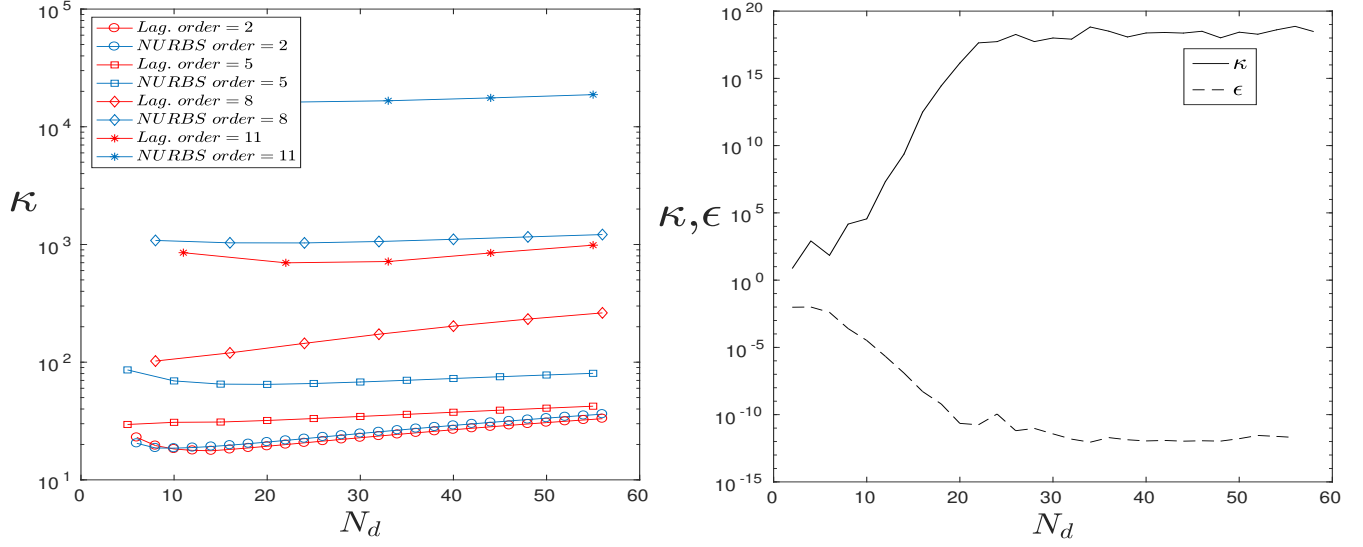 10^5
10^4
10^3
10^2
10^1
κ
Lag. order = 2
NURBS order = 2
Lag. order = 5
NURBS order = 5
Lag. order = 8
NURBS order = 8
Lag. order = 11
NURBS order = 11
0 10 20 30 40 50 60
N_d
10^20
10^15
10^10
10^5
10^0
10^-5
10^-10
10^-15
κ,ϵ
κ
ϵ
0 10 20 30 40 50 60
N_d